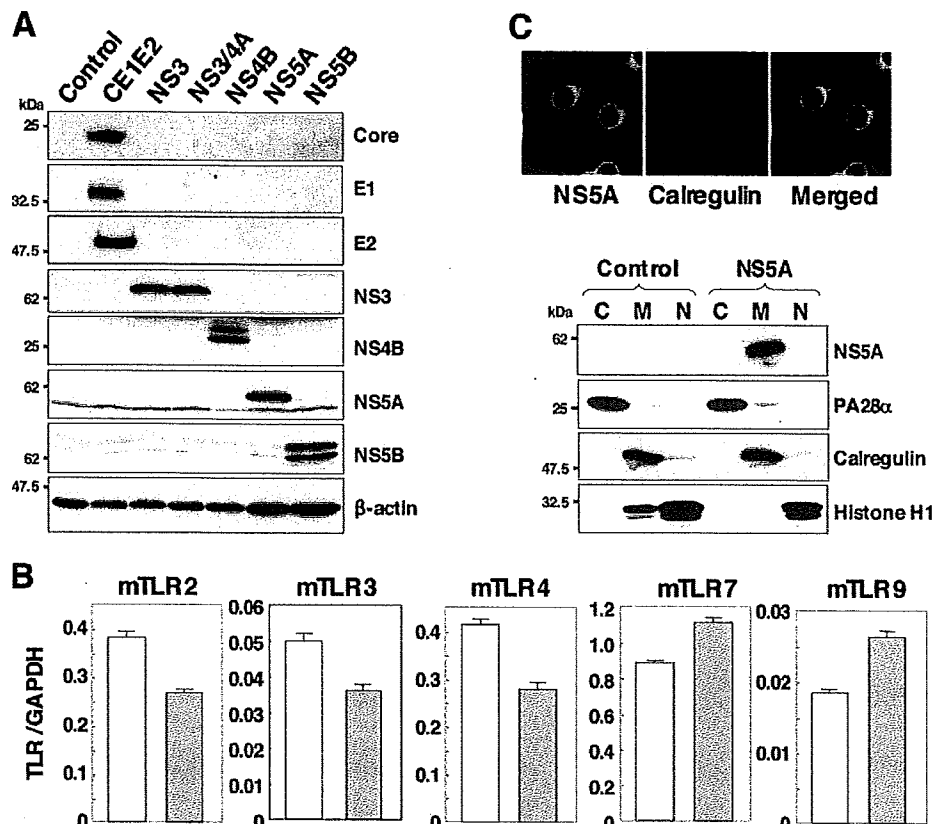 A
Control
CE1E2
NS3
NS3/4A
NS4B
NS5A
NS5B
kDa
25
Core
E1
32.5
E2
47.5
NS3
62
NS4B
25
62
NS5A
NS5B
62
47.5
β-actin
C
NS5A Calregulin Merged
Control NS5A
kDa C M N C M N
62
NS5A
25
PA28α
Calregulin
47.5
32.5
Histone H1
B
TLR/GAPDH
mTLR2
0.4
0.3
0.2
0.1
0
mTLR3
0.06
0.05
0.04
0.03
0.02
0.01
0
mTLR4
0.4
0.3
0.2
0.1
0
mTLR7
1.2
1.0
0.8
0.6
0.4
0.2
0
mTLR9
0.03
0.02
0.01
0